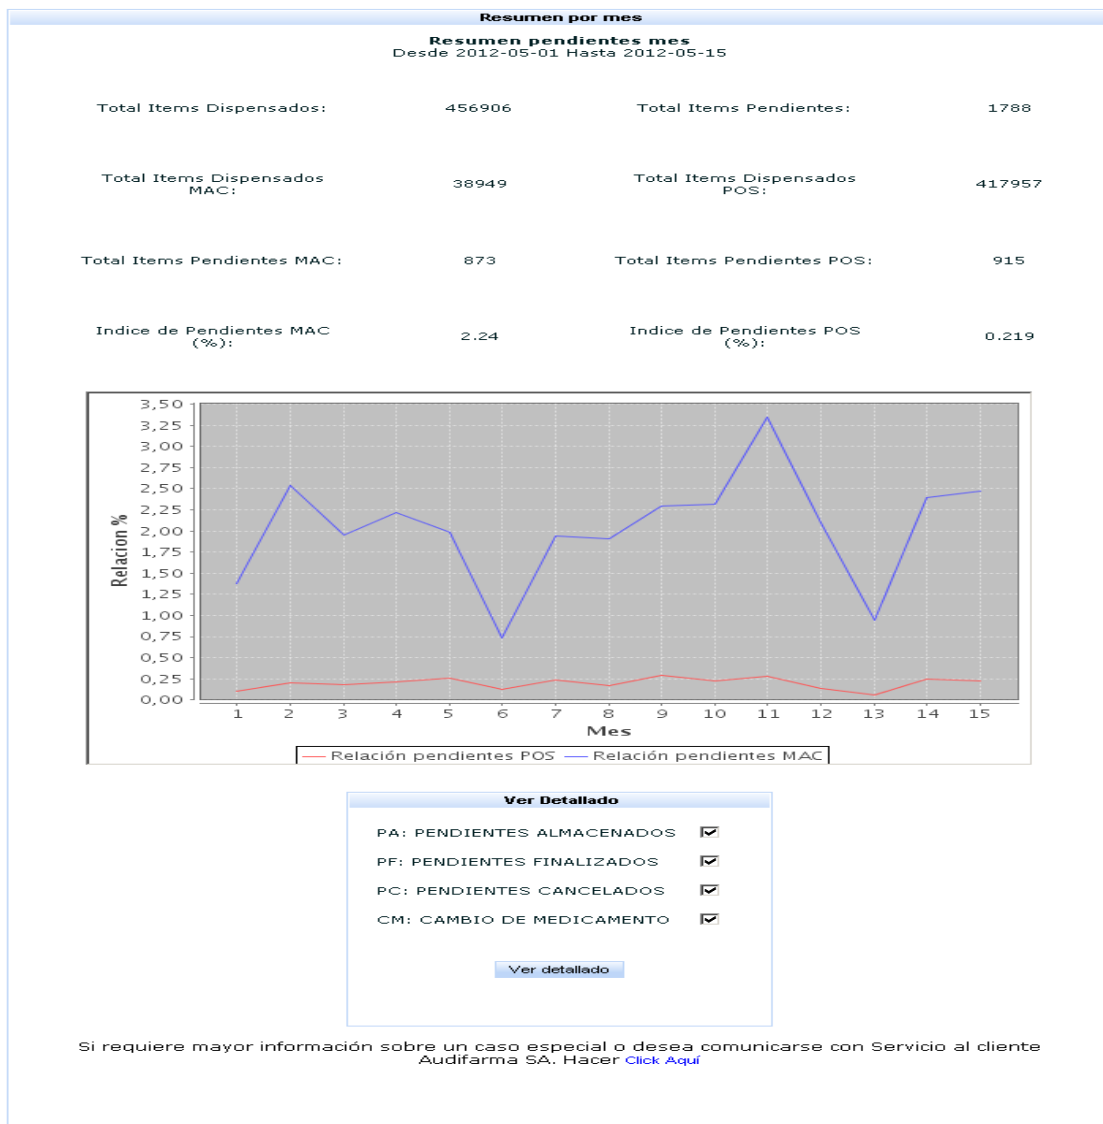 Resumen por mes
Resumen pendientes mes
Desde 2012-05-01 Hasta 2012-05-15
Total Items Dispensados: 456906 Total Items Pendientes: 1788
Total Items Dispensados MAC: 38949 Total Items Dispensados POS: 417957
Total Items Pendientes MAC: 873 Total Items Pendientes POS: 915
Indice de Pendientes MAC (%): 2.24 Indice de Pendientes POS (%): 0.219
3,50
3,25
3,00
2,75
2,50
2,25
2,00
1,75
1,50
1,25
1,00
0,75
0,50
0,25
0,00
Relacion %
1 2 3 4 5 6 7 8 9 10 11 12 13 14 15
Mes
Relación pendientes POS Relación pendientes MAC
Ver Detallado
PA: PENDIENTES ALMACENADOS
PF: PENDIENTES FINALIZADOS
PC: PENDIENTES CANCELADOS
CM: CAMBIO DE MEDICAMENTO
Ver detallado
Si requiere mayor información sobre un caso especial o desea comunicarse con Servicio al cliente
Audifarma SA. Hacer Click Aquí